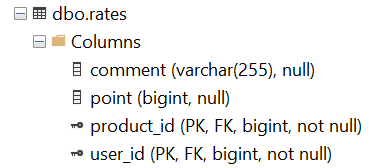 dbo.rates
Columns
comment (varchar(255), null)
point (bigint, null)
product_id (PK, FK, bigint, not null)
user_id (PK, FK, bigint, not null)